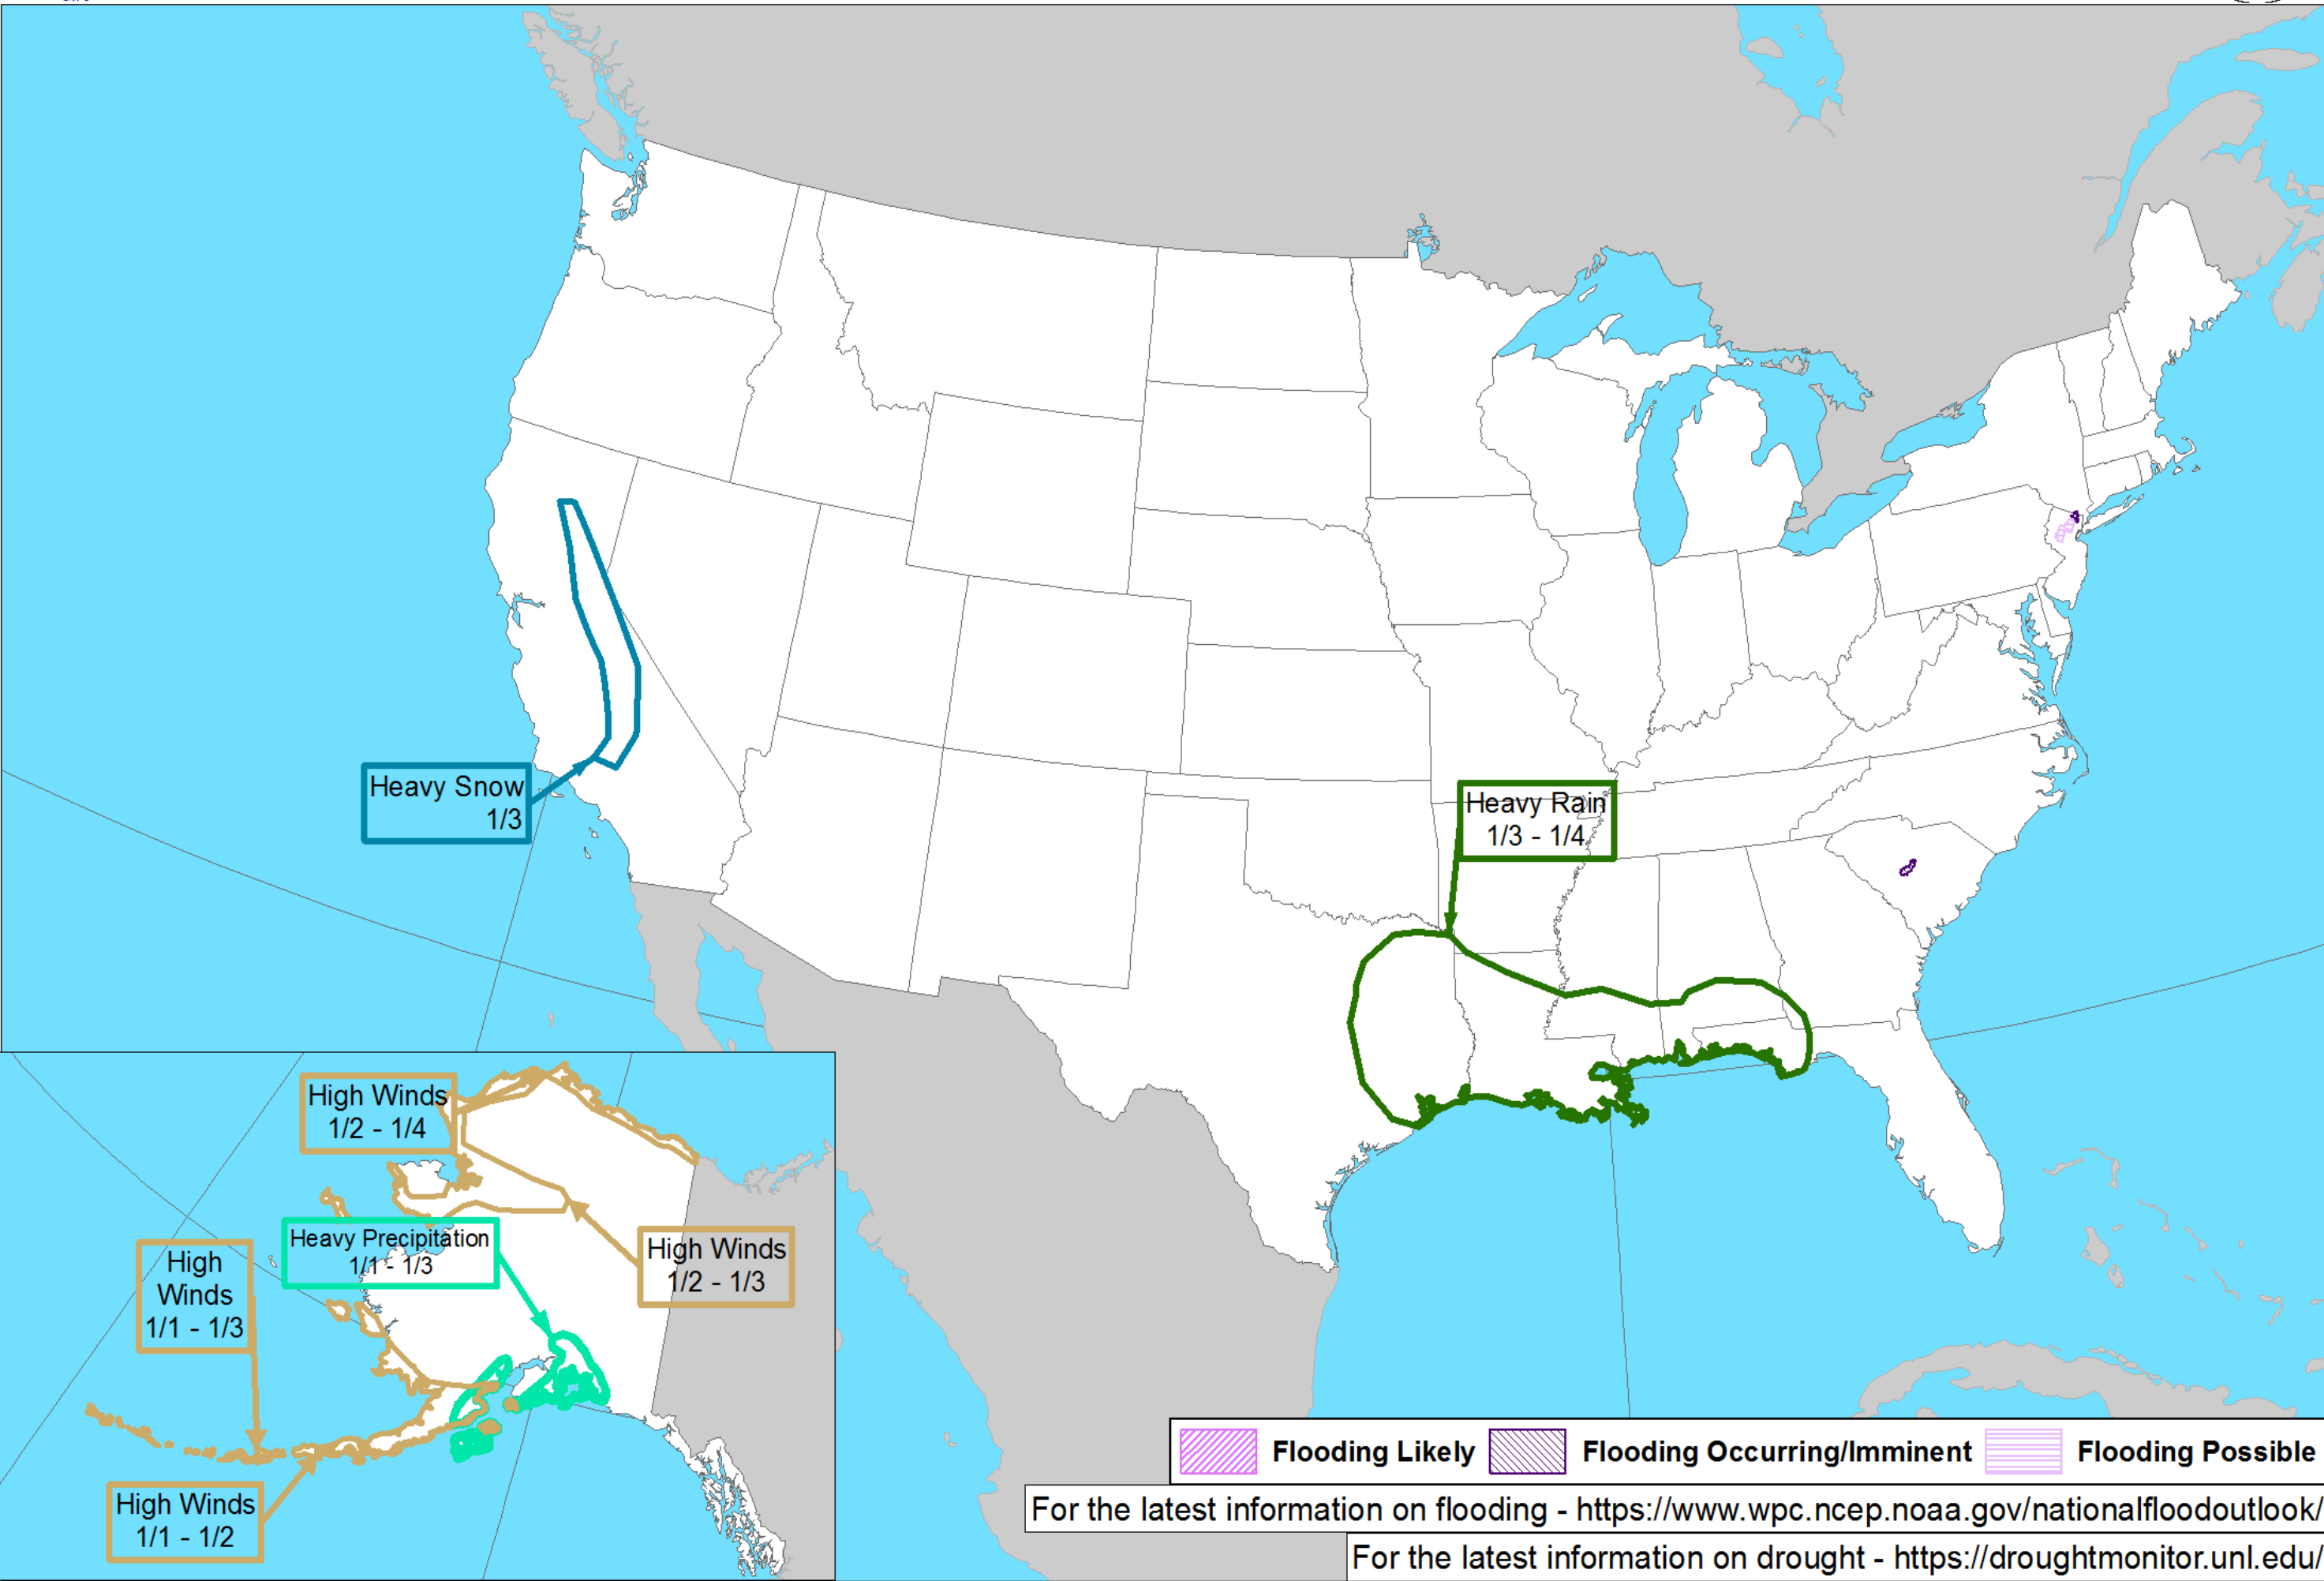 Heavy Snow
1/3
Heavy Rain
1/3 - 1/4
High Winds
1/2 - 1/4
Heavy Precipitation
1/1 - 1/3
High Winds
1/2 - 1/3
High
Winds
1/1 - 1/3
High Winds
1/1 - 1/2
Flooding Likely
Flooding Occurring/Imminent
Flooding Possible
For the latest information on flooding - https://www.wpc.ncep.noaa.gov/nationalfloodoutlook/
For the latest information on drought - https://droughtmonitor.unl.edu/